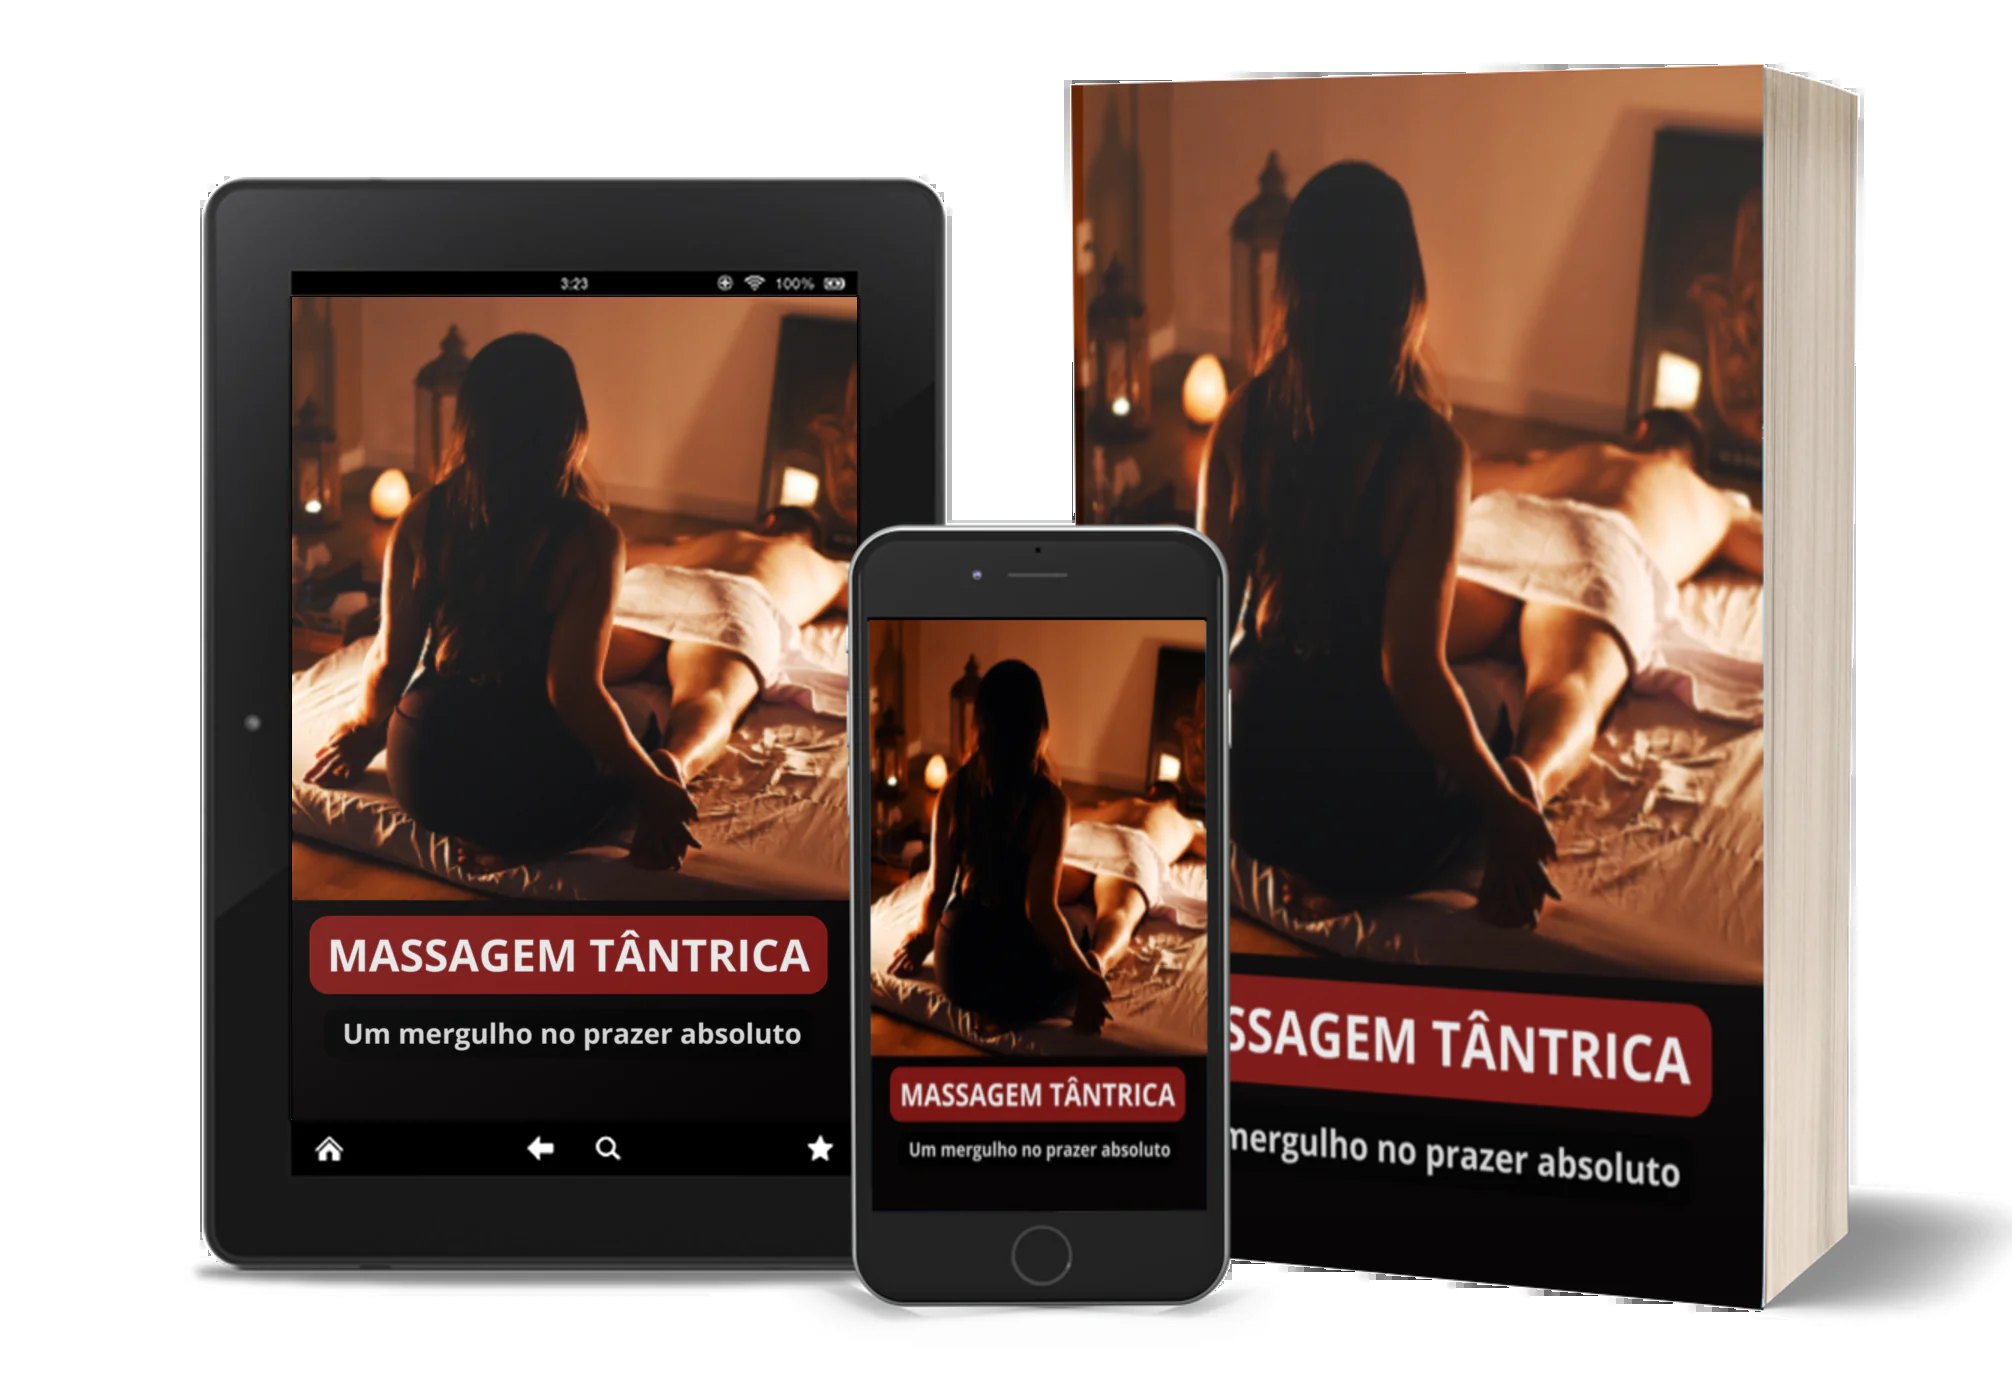 3:23 100%
MASSAGEM TÂNTRICA
Um mergulho no prazer absoluto
MASSAGEM TÂNTRICA
Um mergulho no prazer absoluto
SSAGEM TÂNTRICA
mergulho no prazer absoluto